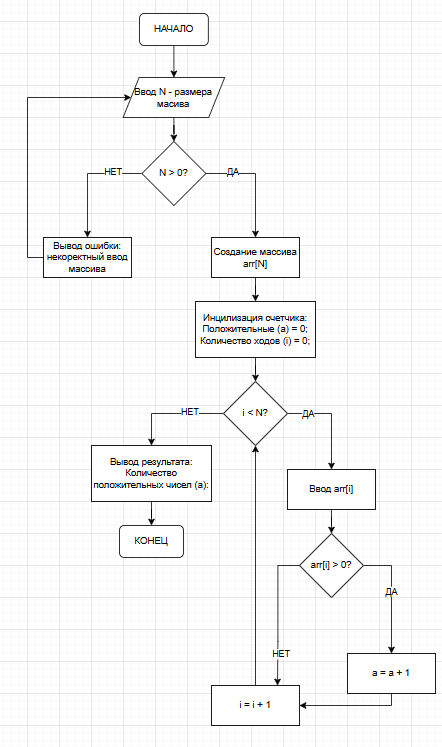 НАЧАЛО
Ввод N - размера
масива
N > 0?
НЕТ
ДА
Вывод ошибки:
некоректный ввод
массива
Создание массива
arr[N]
Инцилизация счетчика:
Положительные (a) = 0;
Количество ходов (i) = 0;
i < N?
НЕТ
ДА
Вывод результата:
Количество
положительных чисел (a):
Ввод arr[i]
КОНЕЦ
arr[i] > 0?
ДА
НЕТ
a = a + 1
i = i + 1